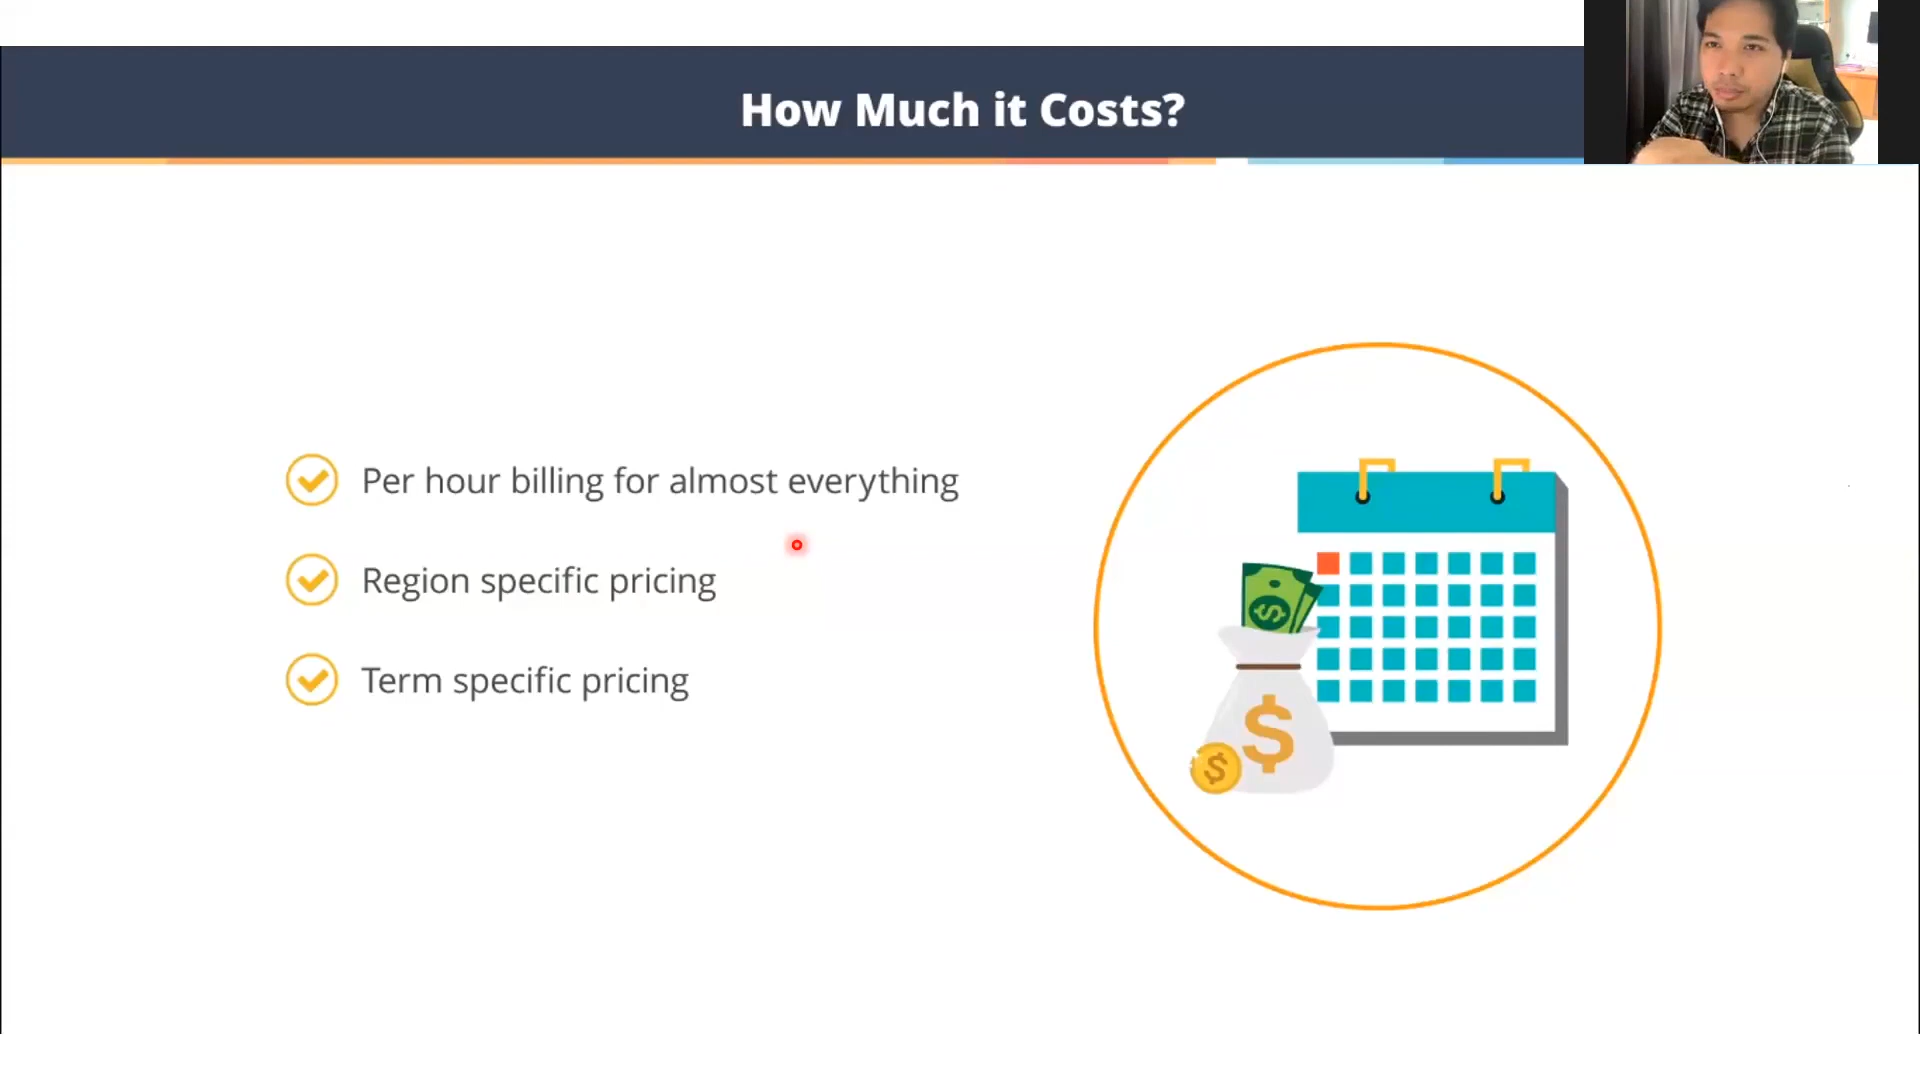 How Much it Costs?
Per hour billing for almost everything
Region specific pricing
Term specific pricing
$
$
$